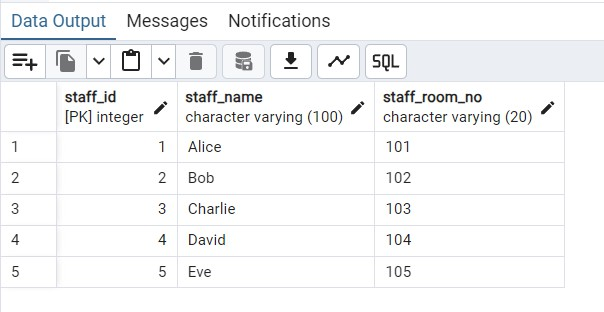 Data Output Messages Notifications
SQL
staff_id staff_name staff_room_no
[PK] integer character varying (100) character varying (20)
1 1 Alice 101
2 2 Bob 102
3 3 Charlie 103
4 4 David 104
5 5 Eve 105